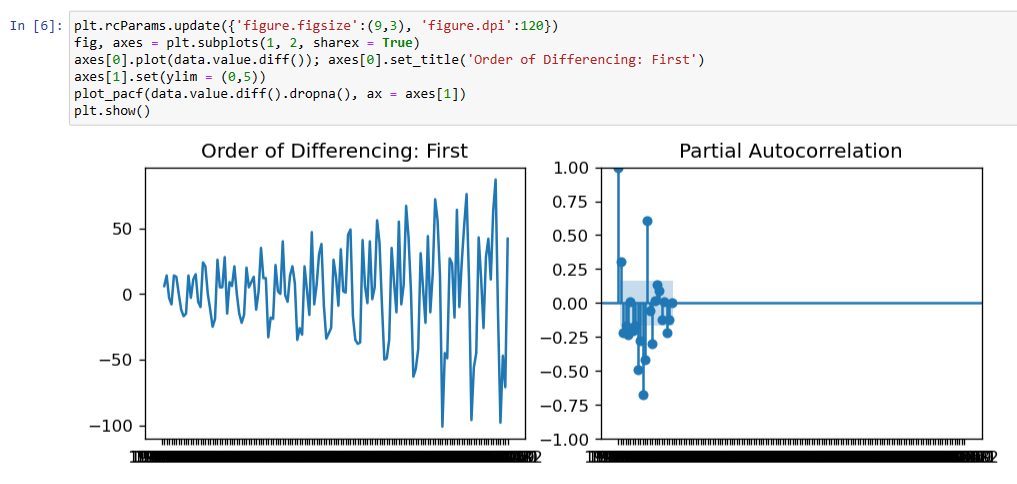 In [6]: plt.rcParams.update({'figure.figsize':(9,3), 'figure.dpi':120})
fig, axes = plt.subplots(1, 2, sharex = True)
axes[0].plot(data.value.diff()); axes[0].set_title('Order of Differencing: First')
axes[1].set(ylim = (0,5))
plot_pacf(data.value.diff().dropna(), ax = axes[1])
plt.show()
Order of Differencing: First
50
0
−50
−100
Partial Autocorrelation
1.00
0.75
0.50
0.25
0.00
−0.25
−0.50
−0.75
−1.00